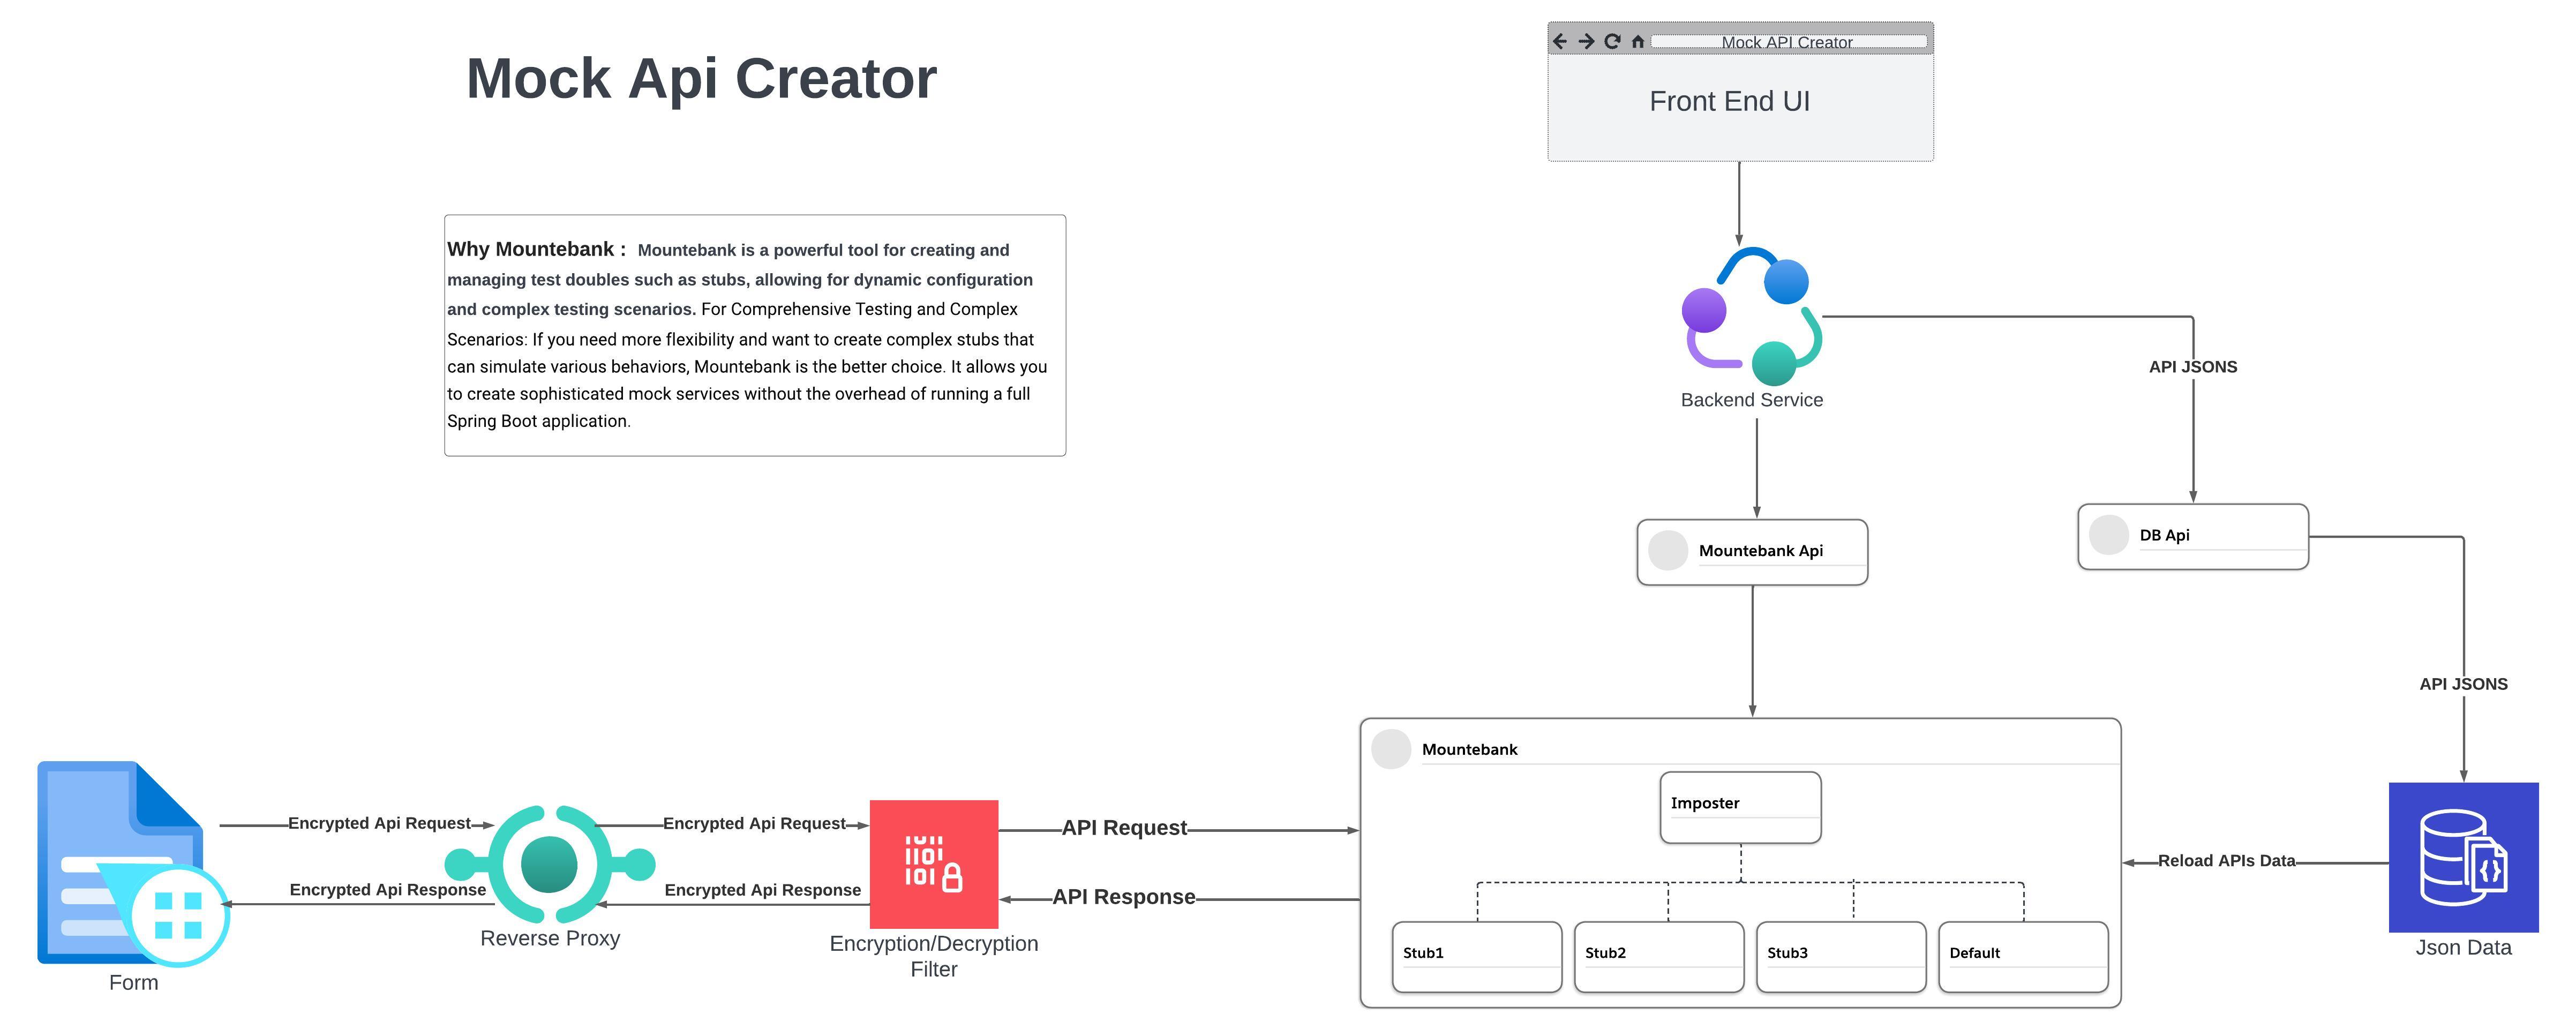 Mock Api Creator
Mock API Creator
Front End UI
Why Mountebank : Mountebank is a powerful tool for creating and
managing test doubles such as stubs, allowing for dynamic configuration
and complex testing scenarios. For Comprehensive Testing and Complex
Scenarios: If you need more flexibility and want to create complex stubs that
can simulate various behaviors, Mountebank is the better choice. It allows you
to create sophisticated mock services without the overhead of running a full
Spring Boot application.
Backend Service
API JSONS
Mountebank Api
DB Api
API JSONS
Mountebank
Imposter
Stub1
Stub2
Stub3
Default
Reload APIs Data
Json Data
Encrypted Api Request
Encrypted Api Request
API Request
Encrypted Api Response
Encrypted Api Response
API Response
Form
Reverse Proxy
Encryption/Decryption
Filter